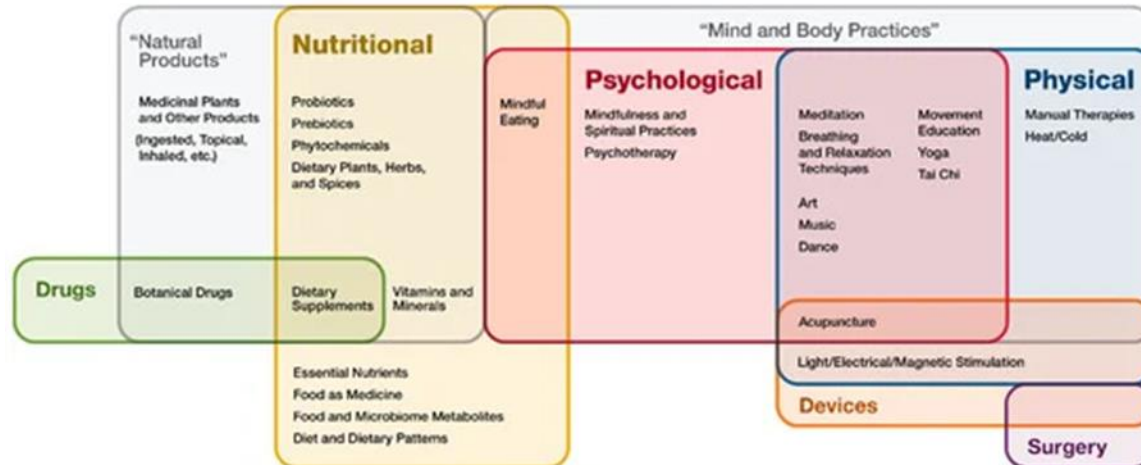 "Natural
Products"
Medicinal Plants
and Other Products
(Ingested, Topical,
Inhaled, etc.)
Nutritional
Probiotics
Prebiotics
Phytochemicals
Dietary Plants, Herbs,
and Spices
"Mind and Body Practices"
Mindful
Eating
Psychological
Mindfulness and
Spiritual Practices
Psychotherapy
Meditation
Breathing
and Relaxation
Techniques
Art
Music
Dance
Movement
Education
Yoga
Tai Chi
Physical
Manual Therapies
Heat/Cold
Drugs
Botanical Drugs
Dietary
Supplements
Vitamins and
Minerals
Essential Nutrients
Food as Medicine
Food and Microbiome Metabolites
Diet and Dietary Patterns
Acupuncture
Light/Electrical/Magnetic Stimulation
Devices
Surgery